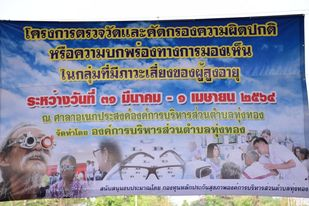 โครงการตรวจวัดและคัดกรองความผิดปกติ
หรือความบกพร่องทางการมองเห็น
ในกลุ่มที่มีภาวะเสี่ยงของผู้สูงอายุ
ระหว่างวันที่ ๓๑ มีนาคม - ๑ เมษายน ๒๕๖๔
ณ ศาลาอเนกประสงค์องค์การบริหารส่วนตำบลทุ่งทอง
จัดทำโดย องค์การบริหารส่วนตำบลทุ่งทอง
สนับสนุนงบประมาณโดย กองทุนหลักประกันสุขภาพองค์การบริหารส่วนตำบลทุ่งทอง